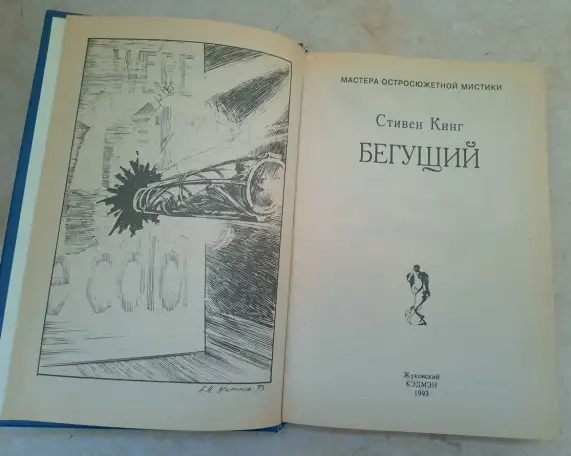 МАСТЕРА ОСТРОСЮЖЕТНОЙ МИСТИКИ
Стивен Кинг
БЕГУЩИЙ
Жуковский
КЭДМЭН
1993